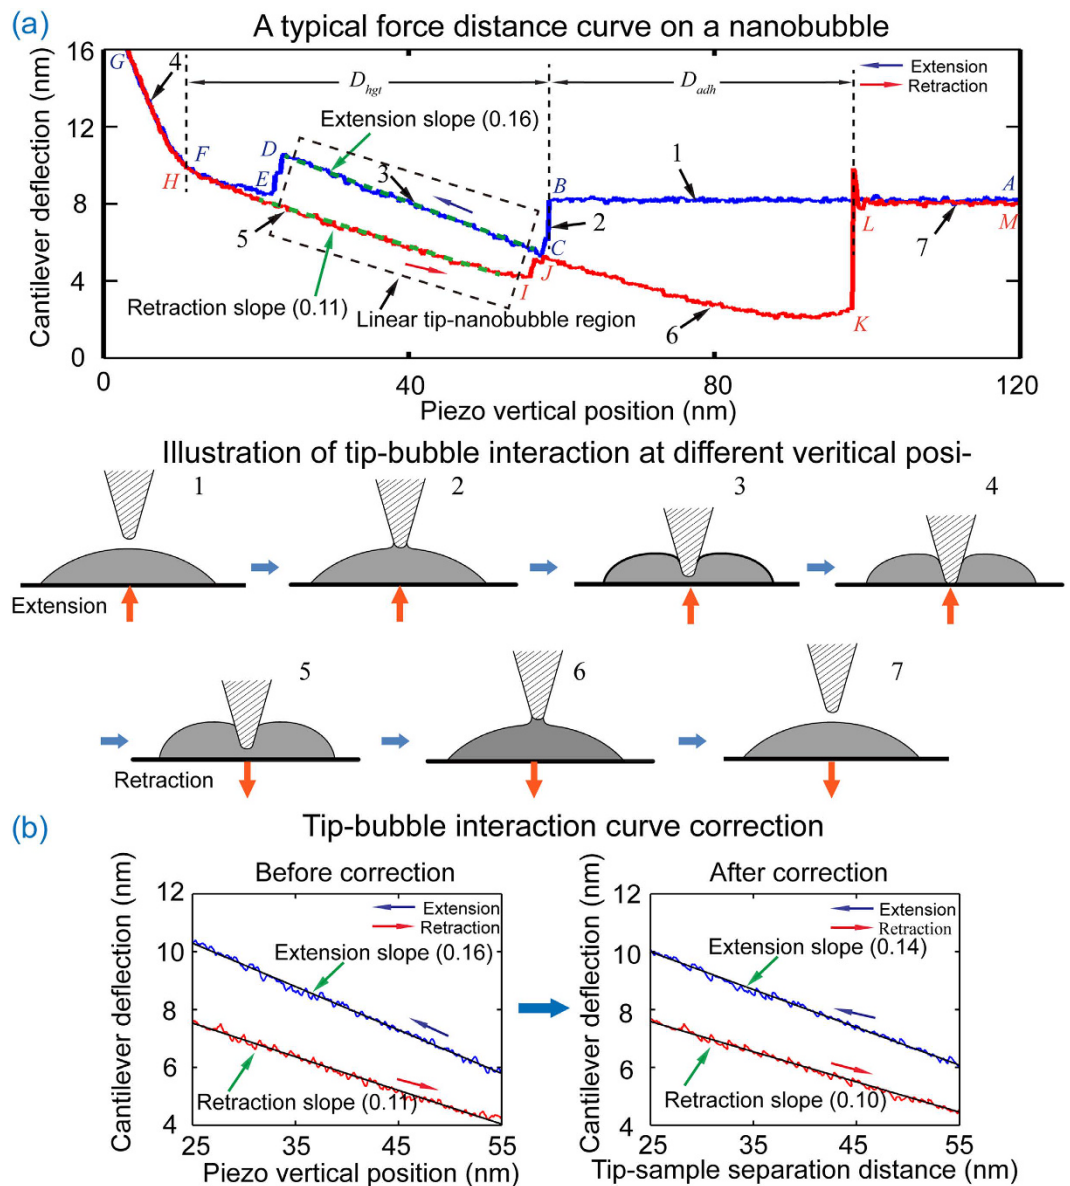 (a) A typical force distance curve on a nanobubble
Cantilever deflection (nm)
16
12
8
4
0
0 40 80 120
Piezo vertical position (nm)
Extension
Retraction
D_hgt
D_adh
G 4
F
H
D
E
Extension slope (0.16)
3
5
Retraction slope (0.11)
Linear tip-nanobubble region
B
2
C
J
I
1
A
6
K
L
7
M
Illustration of tip-bubble interaction at different veritical posi-
1 2 3 4
Extension
5 6 7
Retraction
(b) Tip-bubble interaction curve correction
Before correction
Cantilever deflection (nm)
12
10
8
6
4
25 35 45 55
Piezo vertical position (nm)
Extension
Retraction
Extension slope (0.16)
Retraction slope (0.11)
After correction
Cantilever deflection (nm)
12
10
8
6
4
25 35 45 55
Tip-sample separation distance (nm)
Extension
Retraction
Extension slope (0.14)
Retraction slope (0.10)